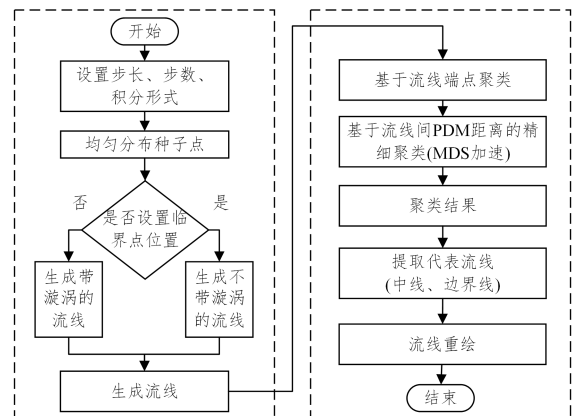 开始
设置步长、步数、
积分形式
均匀分布种子点
否
是
是否设置临
界点位置
生成带
漩涡的
流线
生成不
带漩涡
的流线
生成流线
基于流线端点聚类
基于流线间PDM距离的精
细聚类(MDS加速)
聚类结果
提取代表流线
(中线、边界线)
流线重绘
结束